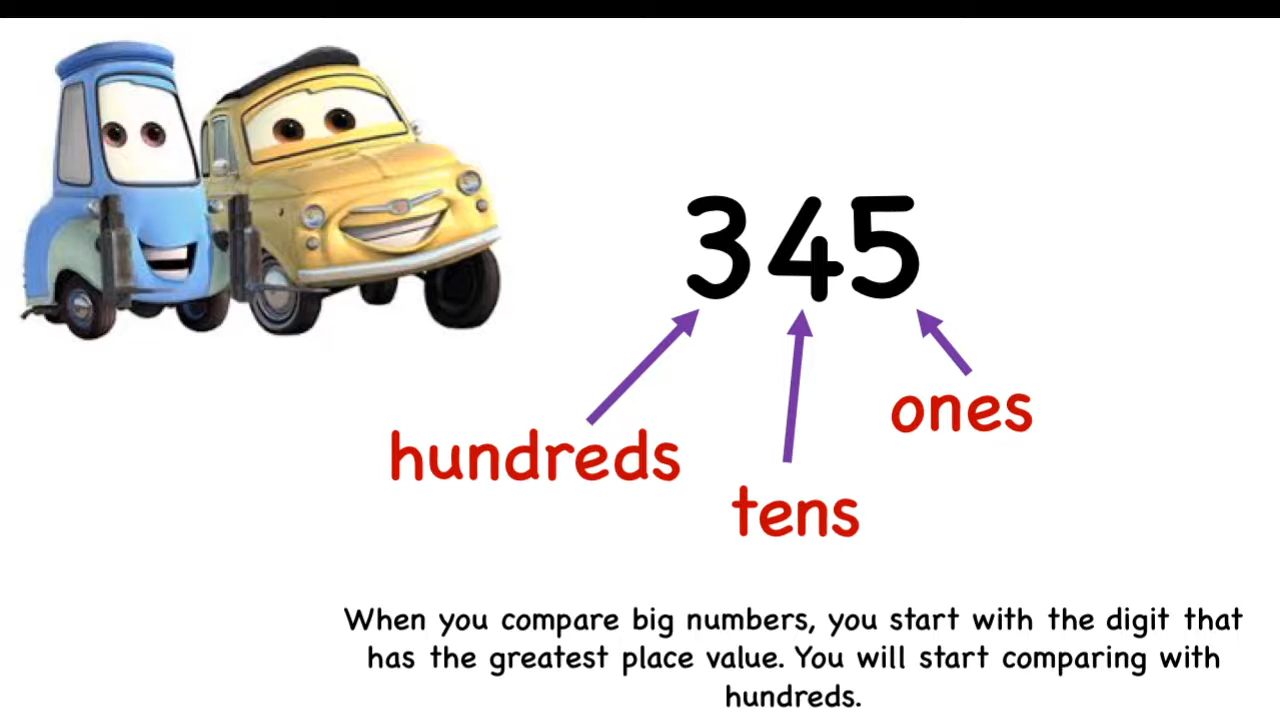 345
hundreds
tens
ones
When you compare big numbers, you start with the digit that
has the greatest place value. You will start comparing with
hundreds.